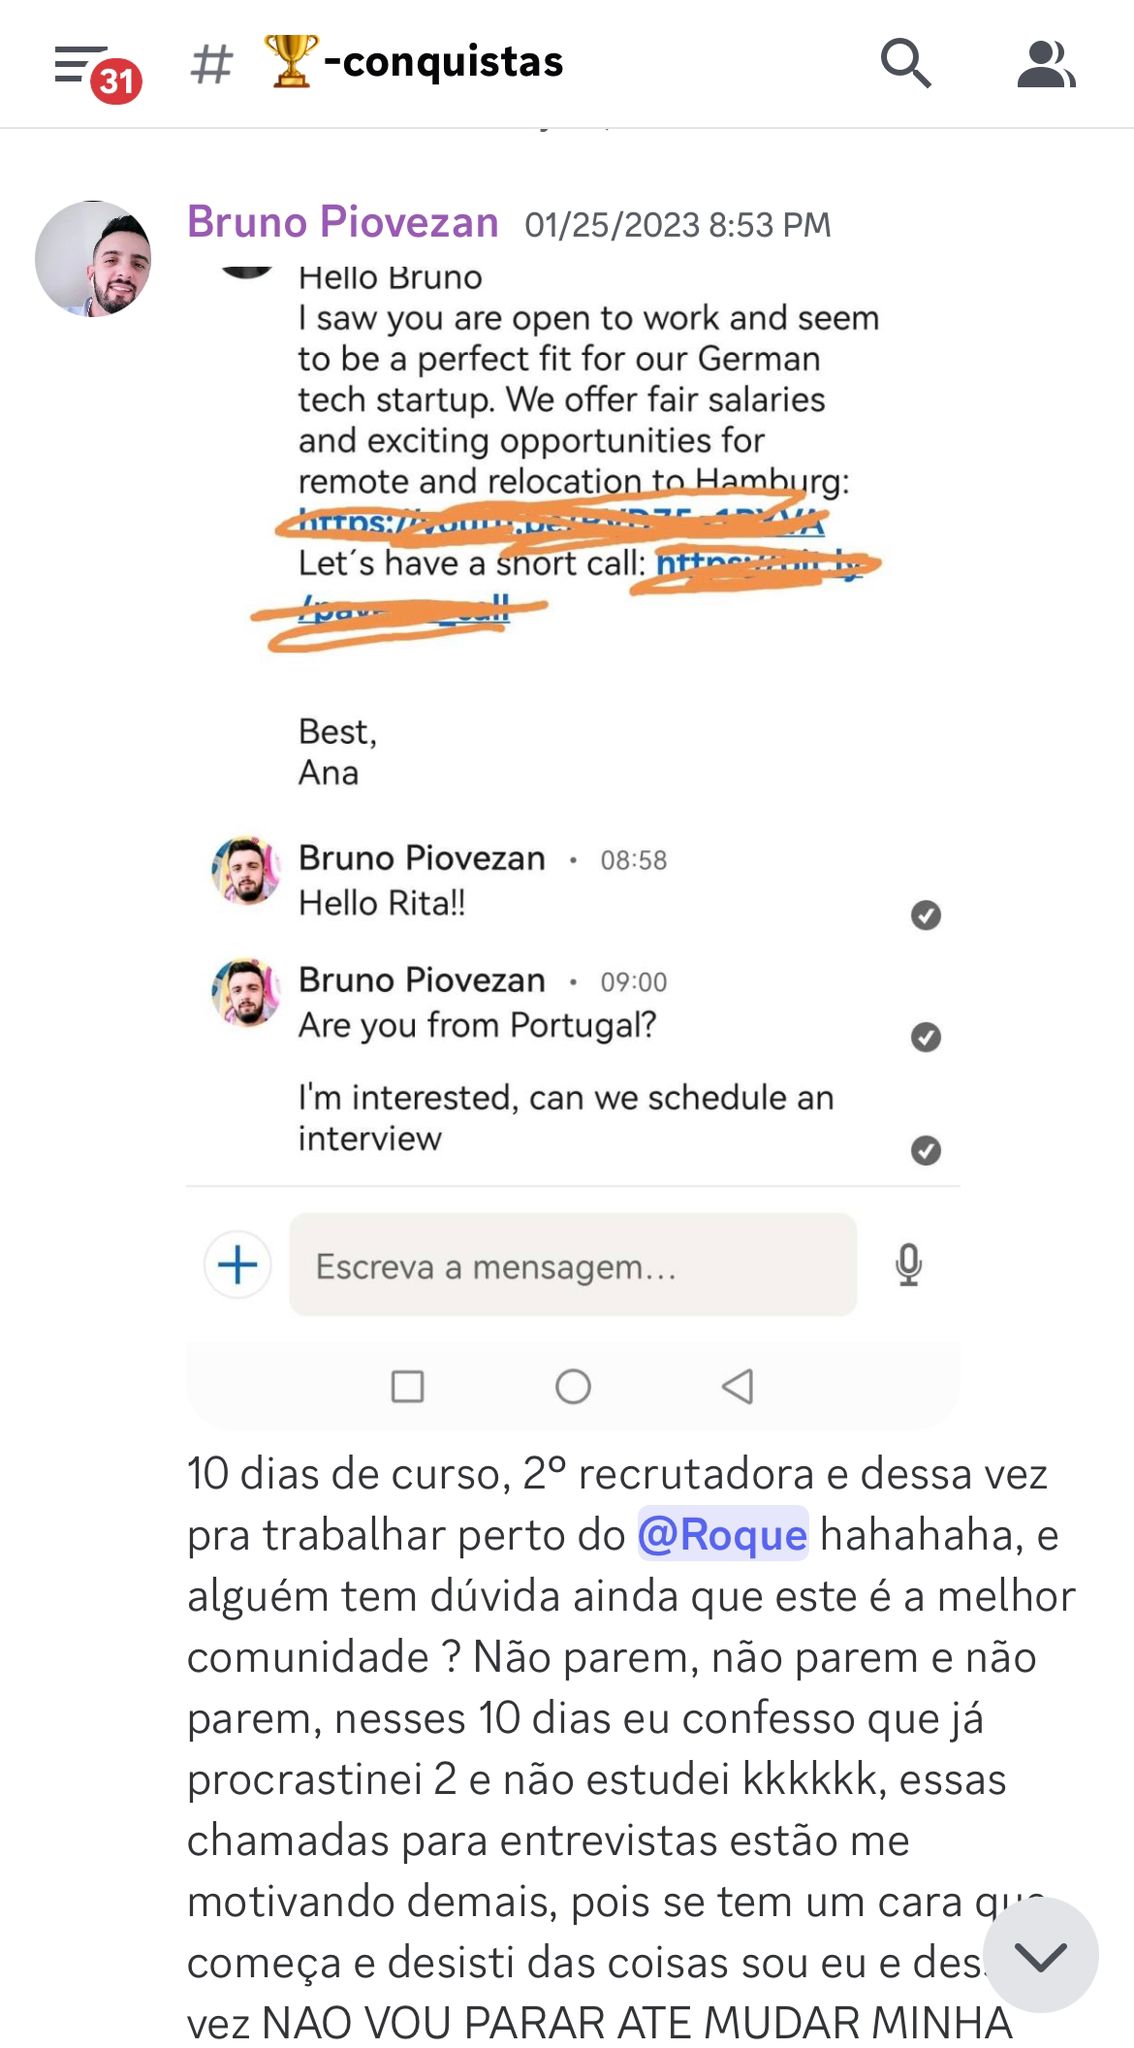 31
# 🏆-conquistas
Bruno Piovezan 01/25/2023 8:53 PM
Hello Bruno
I saw you are open to work and seem
to be a perfect fit for our German
tech startup. We offer fair salaries
and exciting opportunities for
remote and relocation to Hamburg:
Let´s have a short call:
Best,
Ana
Bruno Piovezan • 08:58
Hello Rita!!
Bruno Piovezan • 09:00
Are you from Portugal?
I'm interested, can we schedule an
interview
Escreva a mensagem...
10 dias de curso, 2º recrutadora e dessa vez
pra trabalhar perto do @Roque hahahaha, e
alguém tem dúvida ainda que este é a melhor
comunidade ? Não parem, não parem e não
parem, nesses 10 dias eu confesso que já
procrastinei 2 e não estudei kkkkkk, essas
chamadas para entrevistas estão me
motivando demais, pois se tem um cara que
começa e desisti das coisas sou eu e
vez NAO VOU PARAR ATE MUDAR MINHA